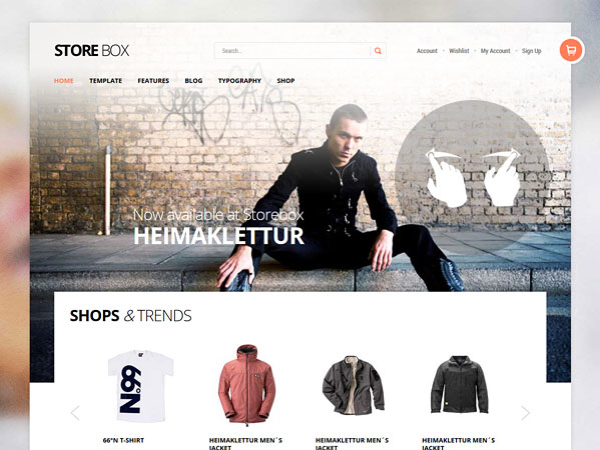 STORE BOX
Search...
Account • Wishlist • My Account • Sign Up
HOME TEMPLATE FEATURES BLOG TYPOGRAPHY SHOP
Now available at Storebox
HEIMAKLETTUR
SHOPS & TRENDS
N.99
66°N T-SHIRT
HEIMAKLETTUR MEN´S JACKET
HEIMAKLETTUR MEN´S JACKET
HEIMAKLETTUR MEN´S JACKET